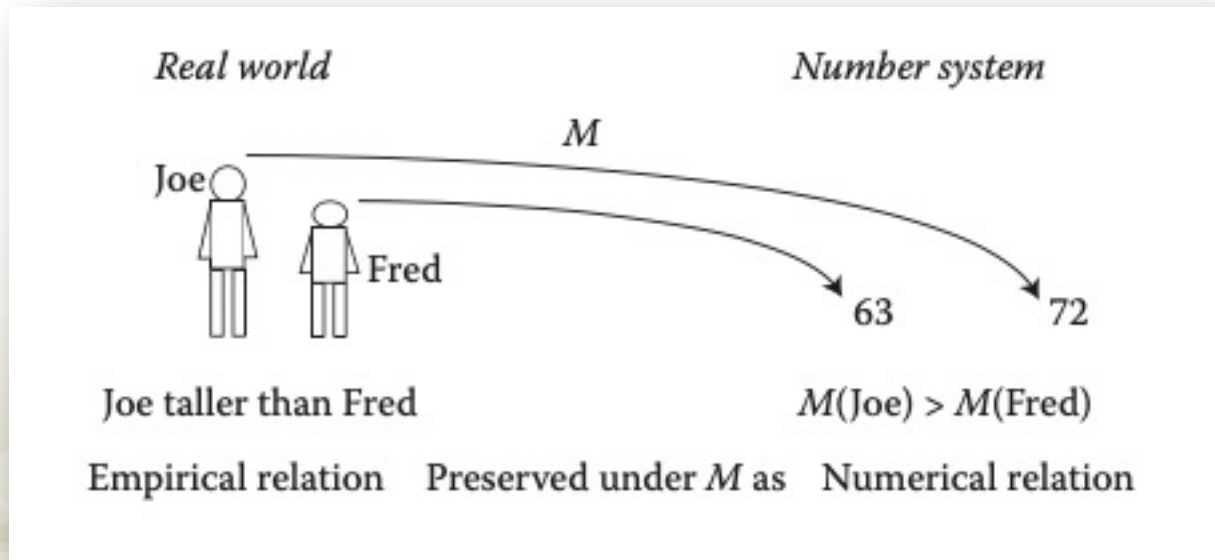 Real world Number system
M
Joe
Fred
63 72
Joe taller than Fred M(Joe) > M(Fred)
Empirical relation Preserved under M as Numerical relation